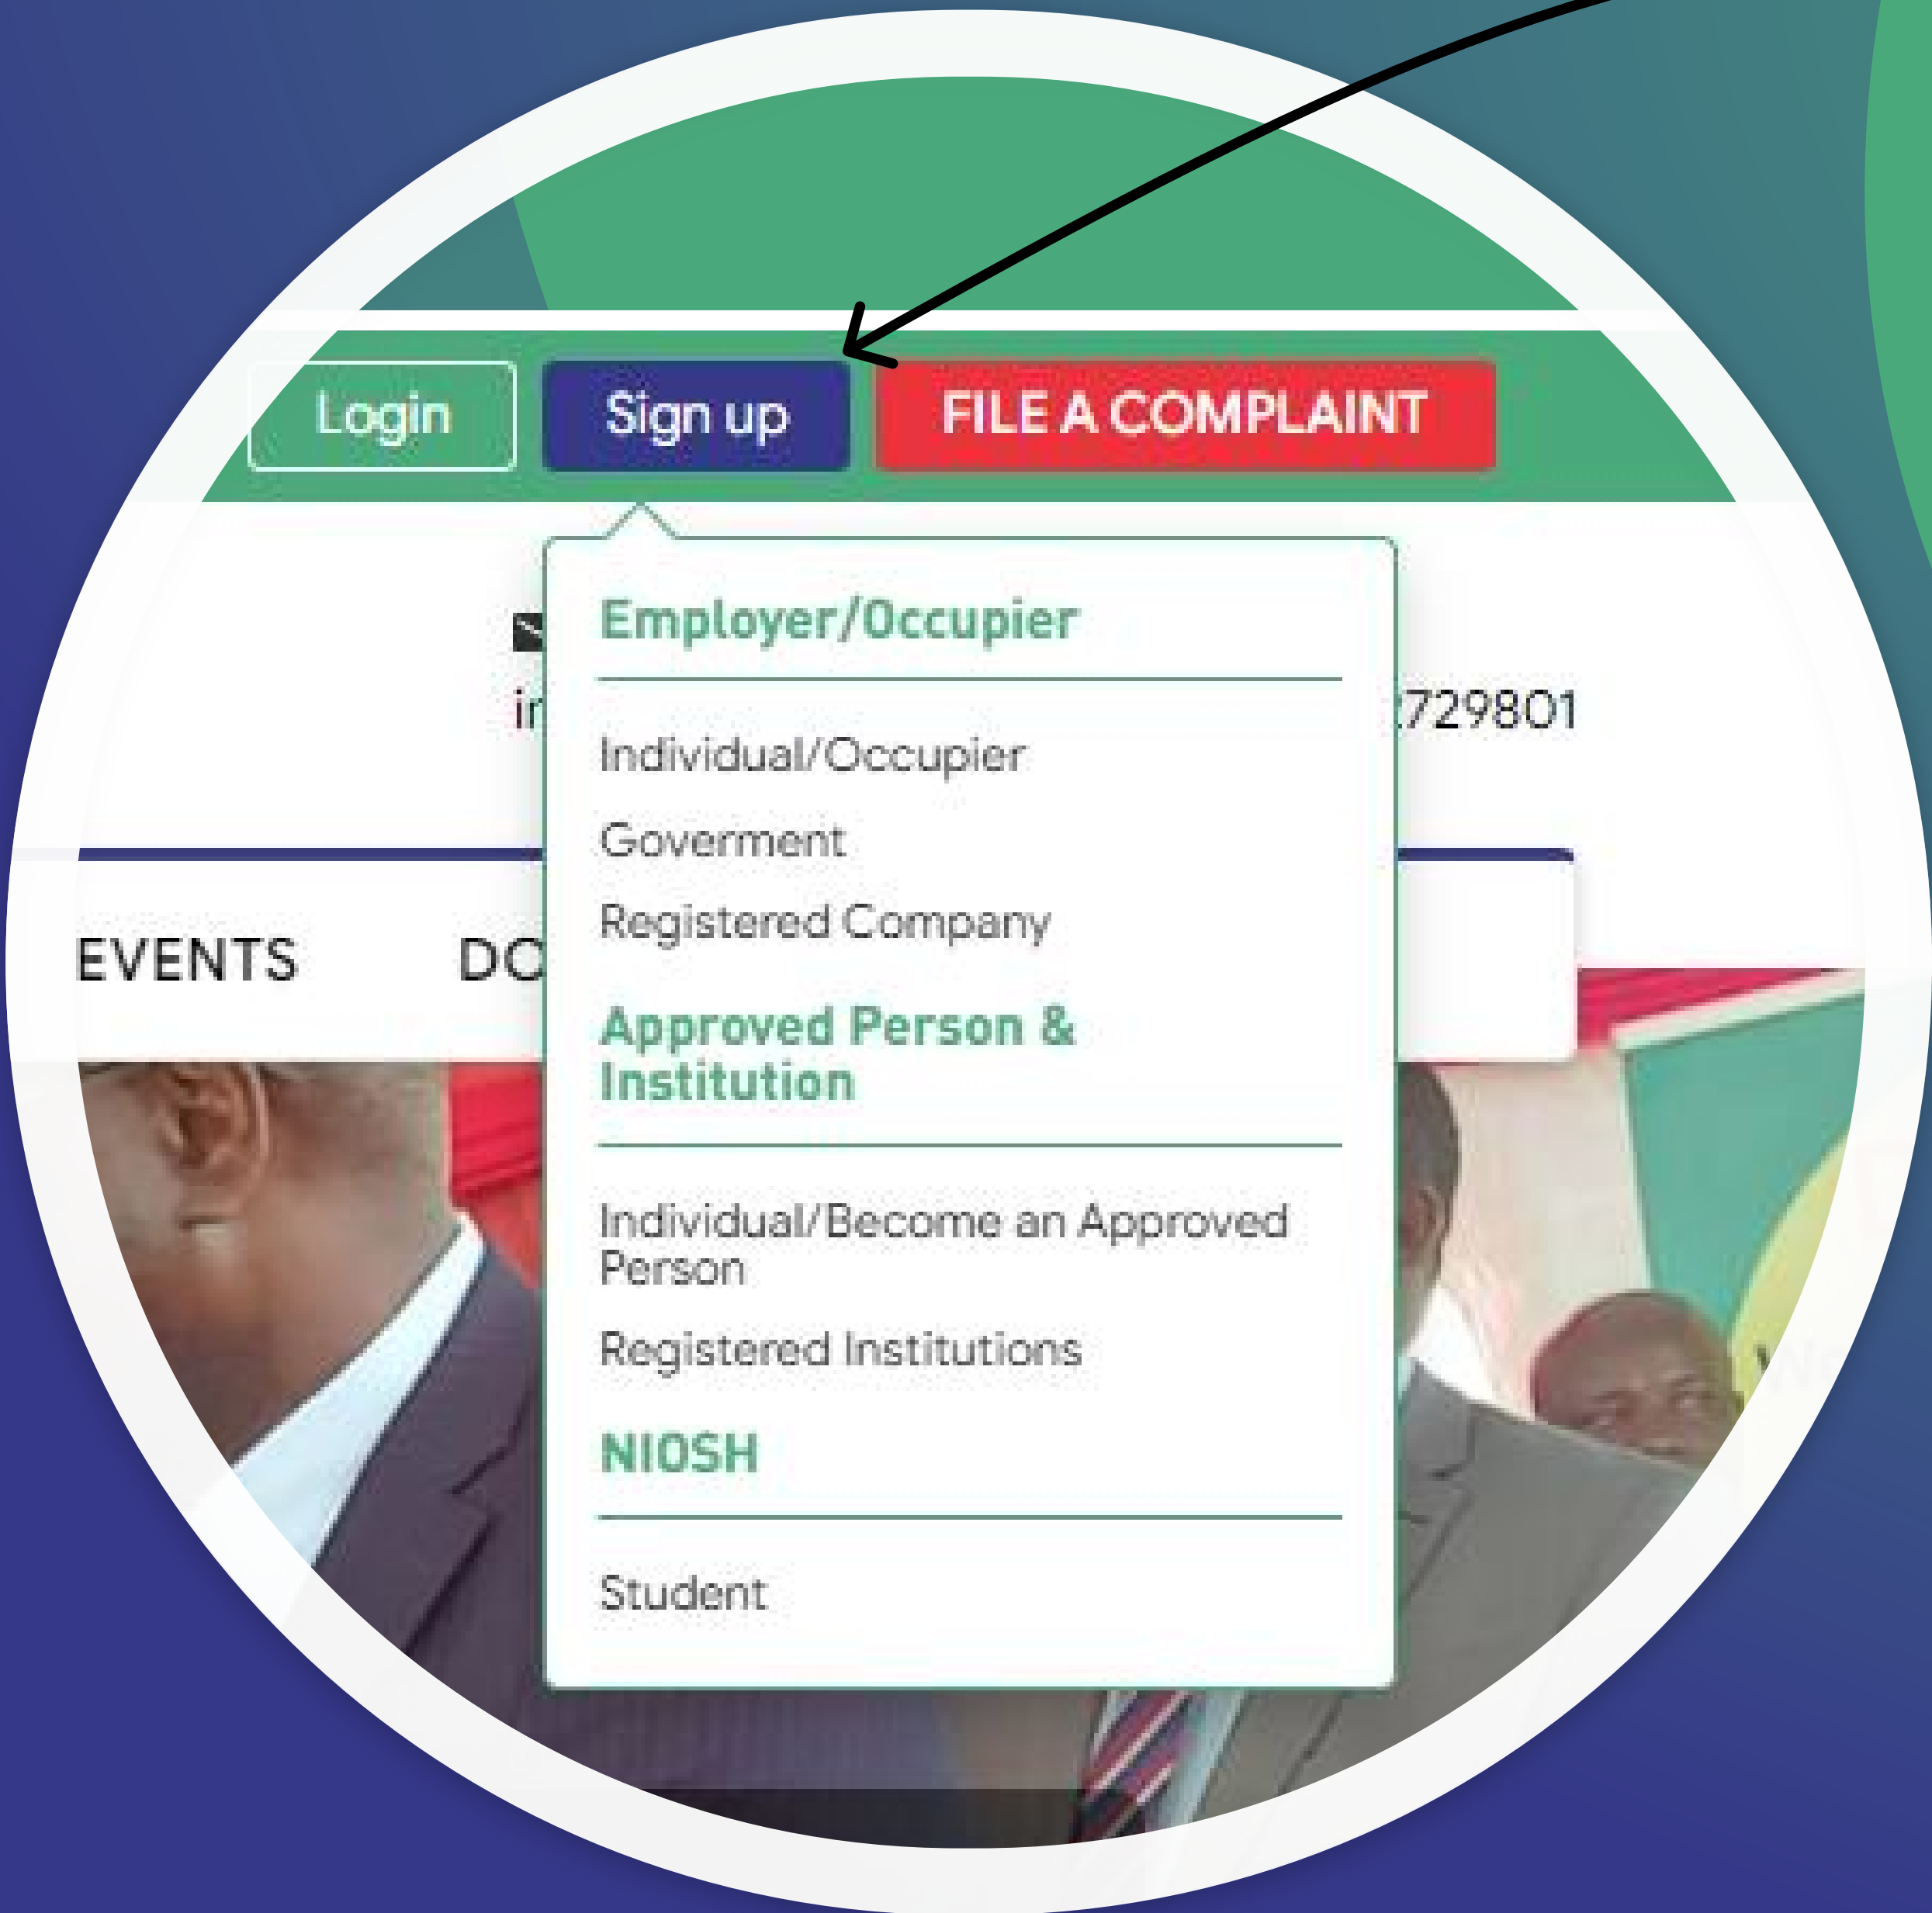 Login Sign up FILE A COMPLAINT
Employer/Occupier
Individual/Occupier
729801
Goverment
Registered Company
EVENTS
Approved Person &
Institution
Individual/Become an Approved
Person
Registered Institutions
NIOSH
Student